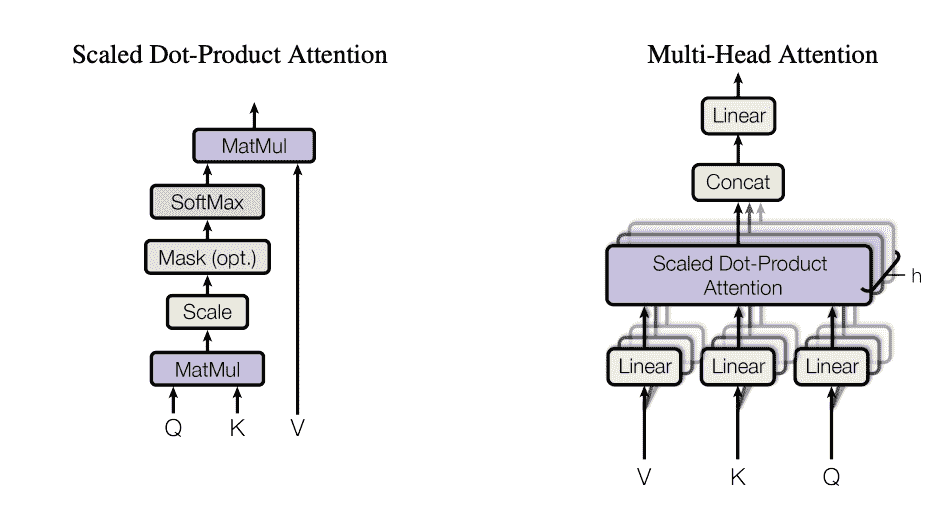 Scaled Dot-Product Attention
MatMul
SoftMax
Mask (opt.)
Scale
MatMul
Q K V
Multi-Head Attention
Linear
Concat
Scaled Dot-Product
Attention
h
Linear Linear Linear
V K Q